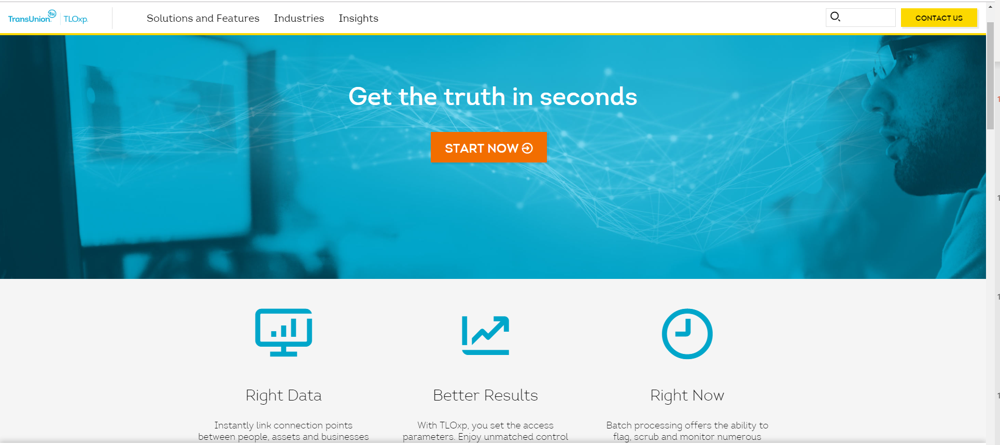 TransUnion tu | TLOxp.
Solutions and Features Industries Insights
CONTACT US
Get the truth in seconds
START NOW
Right Data
Instantly link connection points
between people, assets and businesses
Better Results
With TLOxp, you set the access
parameters. Enjoy unmatched control
Right Now
Batch processing offers the ability to
flag, scrub and monitor numerous